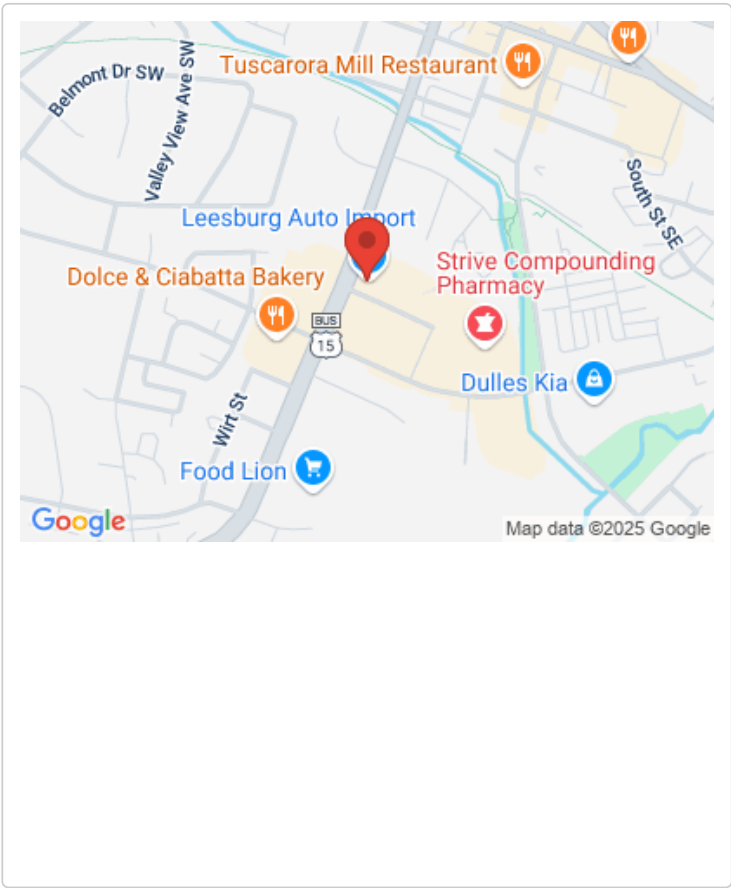 Tuscarora Mill Restaurant
Belmont Dr SW
Valley View Ave SW
South St SE
Leesburg Auto Import
Strive Compounding
Pharmacy
Dolce & Ciabatta Bakery
BUS
15
Dulles Kia
Wirt St
Food Lion
Google
Map data ©2025 Google